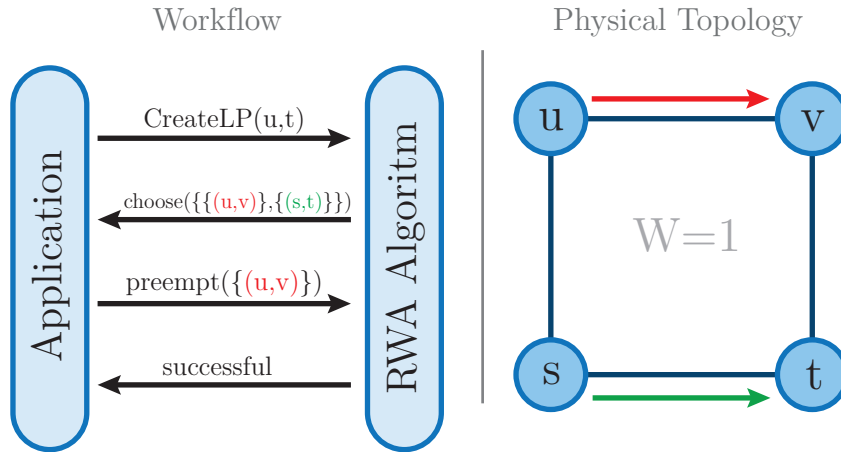 Workflow
Physical Topology
Application
RWA Algoritm
CreateLP(u,t)
choose({{(u,v)},{(s,t)}})
preempt({(u,v)})
successful
u
v
W=1
s
t